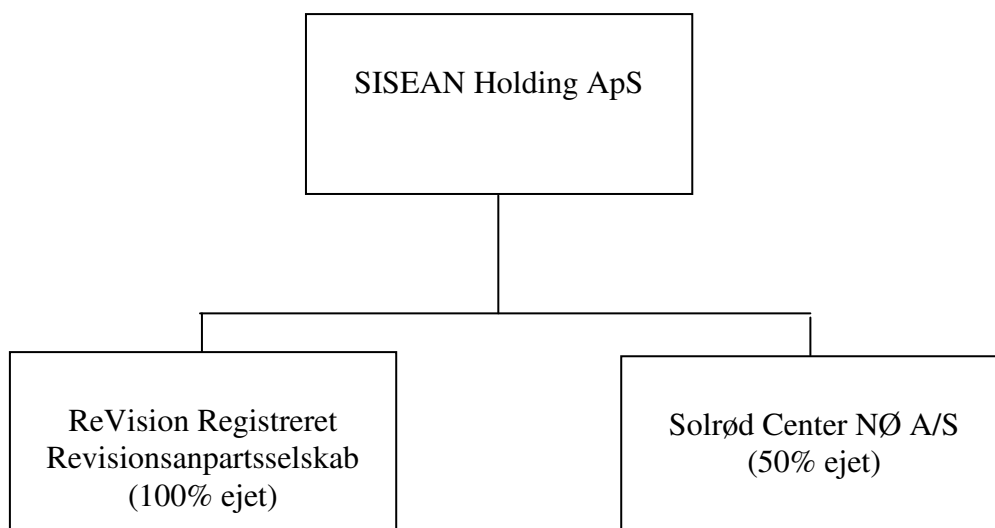 SISEAN Holding ApS
ReVision Registreret
Revisionsanpartsselskab
(100% ejet)
Solrød Center NØ A/S
(50% ejet)